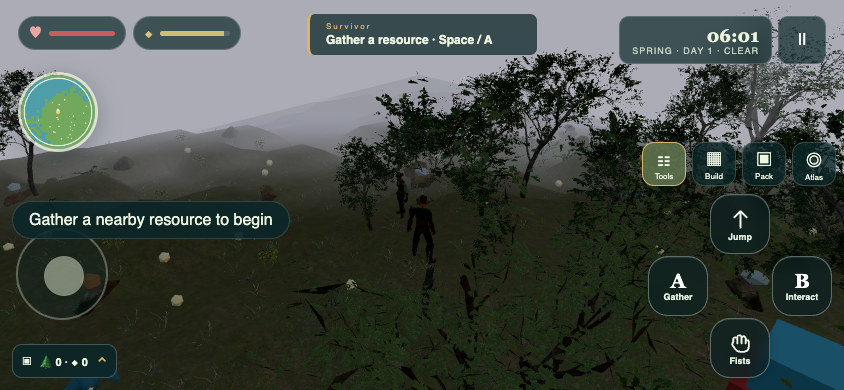 Survivor
Gather a resource · Space / A
06:01
SPRING · DAY 1 · CLEAR
Tools
Build
Pack
Atlas
Gather a nearby resource to begin
Jump
A
Gather
B
Interact
Fists
0 · ◆ 0